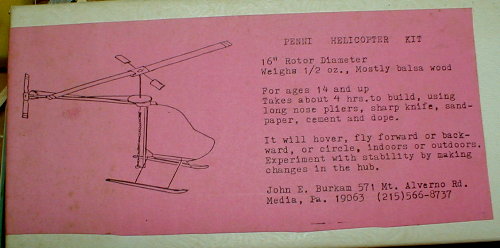 PENNI HELICOPTER KIT
16" Rotor Diameter
Weighs 1/2 oz., Mostly balsa wood
For ages 14 and up
Takes about 4 hrs.to build, using
long nose pliers, sharp knife, sand-
paper, cement and dope.
It will hover, fly forward or back-
ward, or circle, indoors or outdoors.
Experiment with stability by making
changes in the hub.
John E. Burkam 571 Mt. Alverno Rd.
Media, Pa. 19063 (215)566-8737